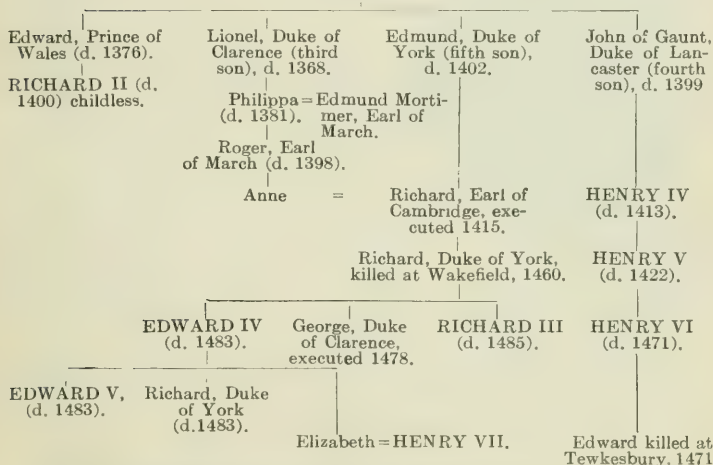 Edward, Prince of Wales (d. 1376).
RICHARD II (d. 1400) childless.
Lionel, Duke of Clarence (third son), d. 1368.
Philippa = Edmund Morti-
(d. 1381). mer, Earl of
March.
Roger, Earl
of March (d. 1398).
Anne =
Edmund, Duke of
York (fifth son),
d. 1402.
Richard, Earl of
Cambridge, exe-
cuted 1415.
Richard, Duke of York,
killed at Wakefield, 1460.
John of Gaunt,
Duke of Lan-
caster (fourth
son), d. 1399
HENRY IV
(d. 1413).
HENRY V
(d. 1422).
EDWARD IV
(d. 1483).
George, Duke
of Clarence,
executed 1478.
RICHARD III
(d. 1485).
HENRY VI
(d. 1471).
EDWARD V,
(d. 1483).
Richard, Duke
of York
(d.1483).
Elizabeth = HENRY VII.
Edward killed at
Tewkesbury, 1471